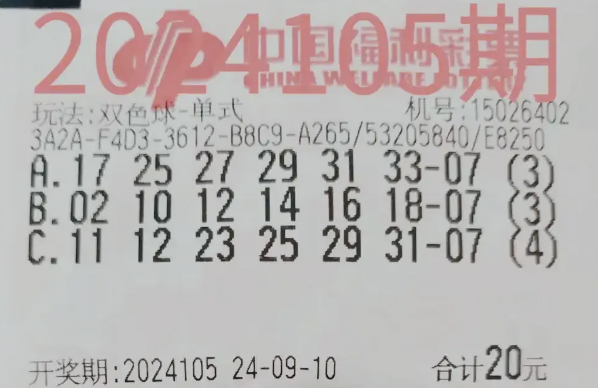 2024105期
中国福利彩票
CHINA WELFARE LOTTERY
玩法:双色球-单式 机号:15026402
3A2A-F4D3-3612-B8C9-A265/53205840/E8250
A.17 25 27 29 31 33-07 (3)
B.02 10 12 14 16 18-07 (3)
C.11 12 23 25 29 31-07 (4)
开奖期:2024105 24-09-10 合计20元